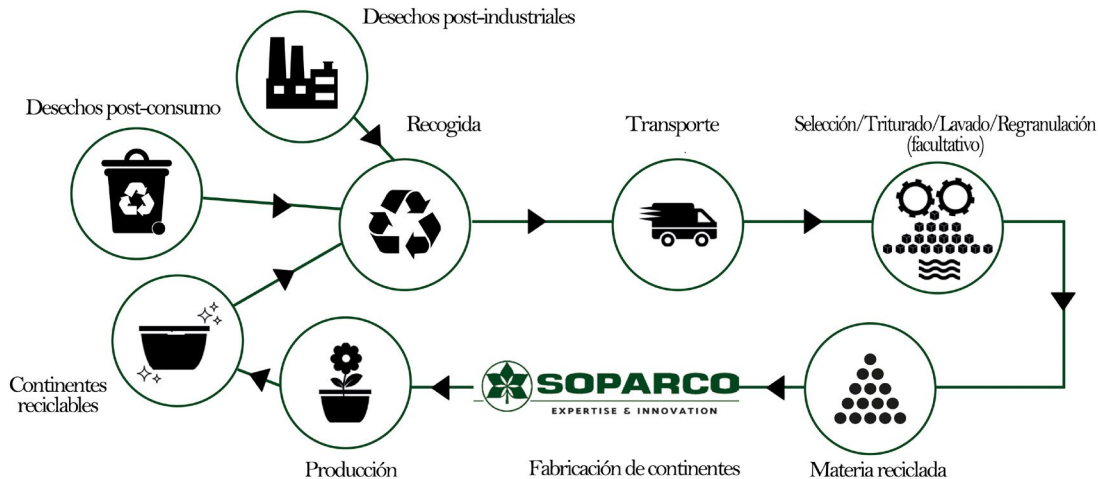 Desechos post-industriales
Desechos post-consumo
Recogida
Transporte
Selección/Triturado/Lavado/Regranulación
(facultativo)
Continentes
reciclables
SOPARCO
EXPERTISE & INNOVATION
Producción
Fabricación de continentes
Materia reciclada